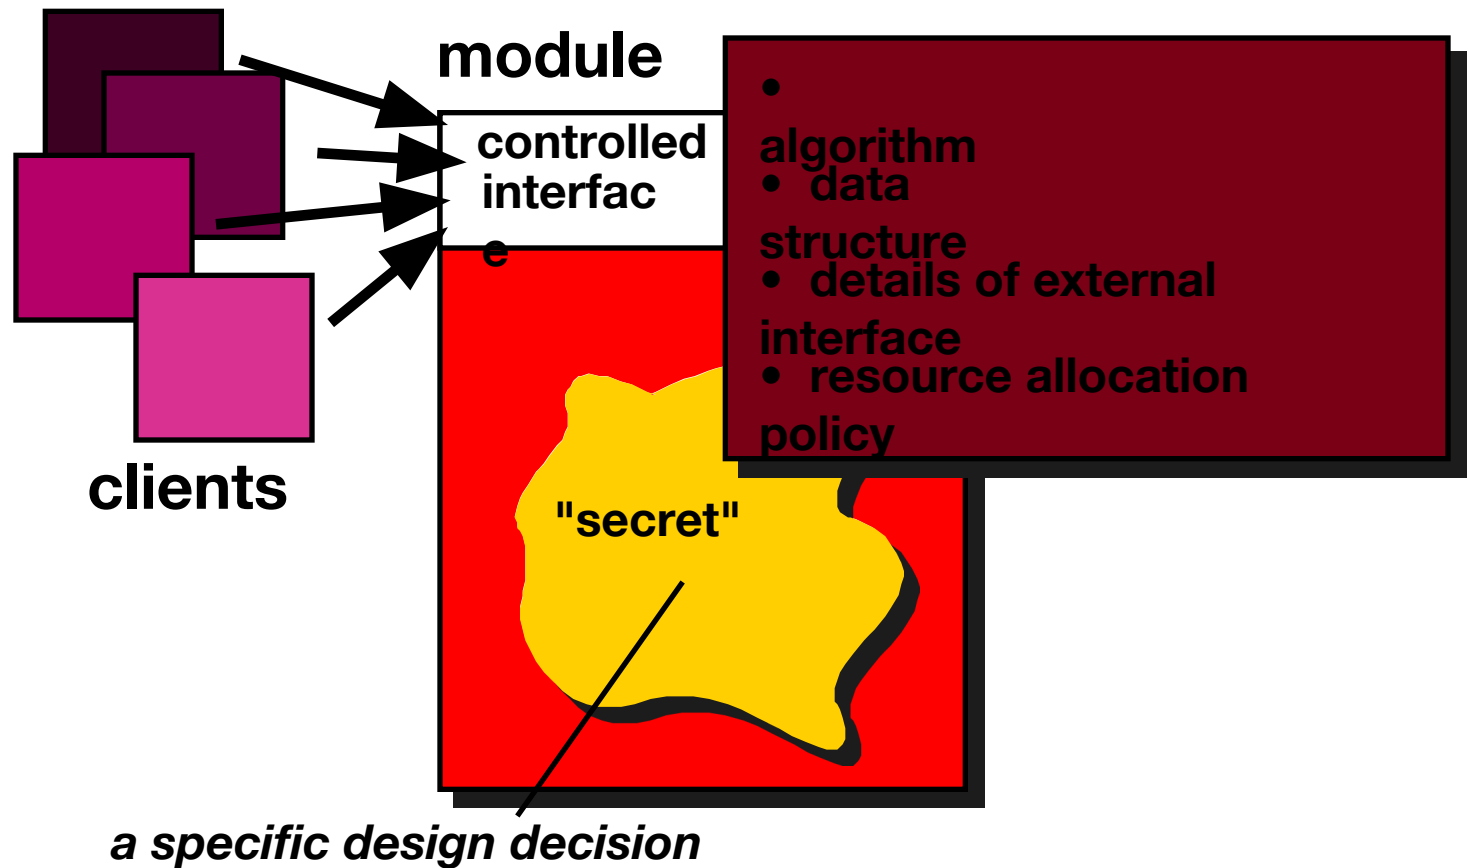 module
controlled
interfac
e
•
algorithm
• data
structure
• details of external
interface
• resource allocation
policy
clients
"secret"
a specific design decision